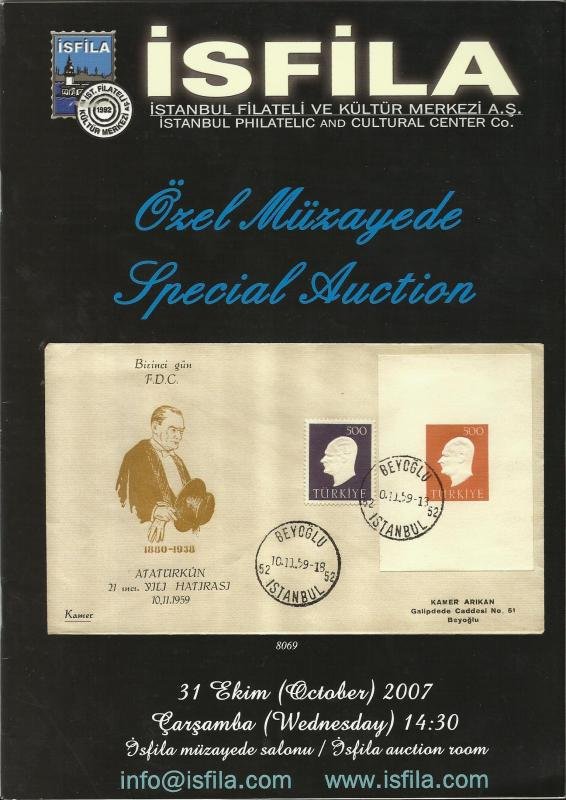 İSFİLA
İST. FİLATELİ VE
1992
KÜLTÜR MERKEZİ
İSFİLA
İSTANBUL FİLATELİ VE KÜLTÜR MERKEZİ A.Ş.
İSTANBUL PHILATELIC AND CULTURAL CENTER Co.
Özel Müzayede
Special Auction
Birinci gün
F.D.C.
1880-1938
ATATÜRKÜN
21 inci. YILI HATIRASI
10.11.1959
Kamer
500
TÜRKİYE
500
TÜRKİYE
BEYOĞLU
10.11.59-18
52 52
İSTANBUL
BEYOĞLU
10.11.59-18
52 52
İSTANBUL
KAMER ARIKAN
Galipdede Caddesi No. 51
Beyoğlu
8069
31 Ekim (October) 2007
Çarşamba (Wednesday) 14:30
İsfila müzayede salonu / İsfila auction room
info@isfila.com www.isfila.com